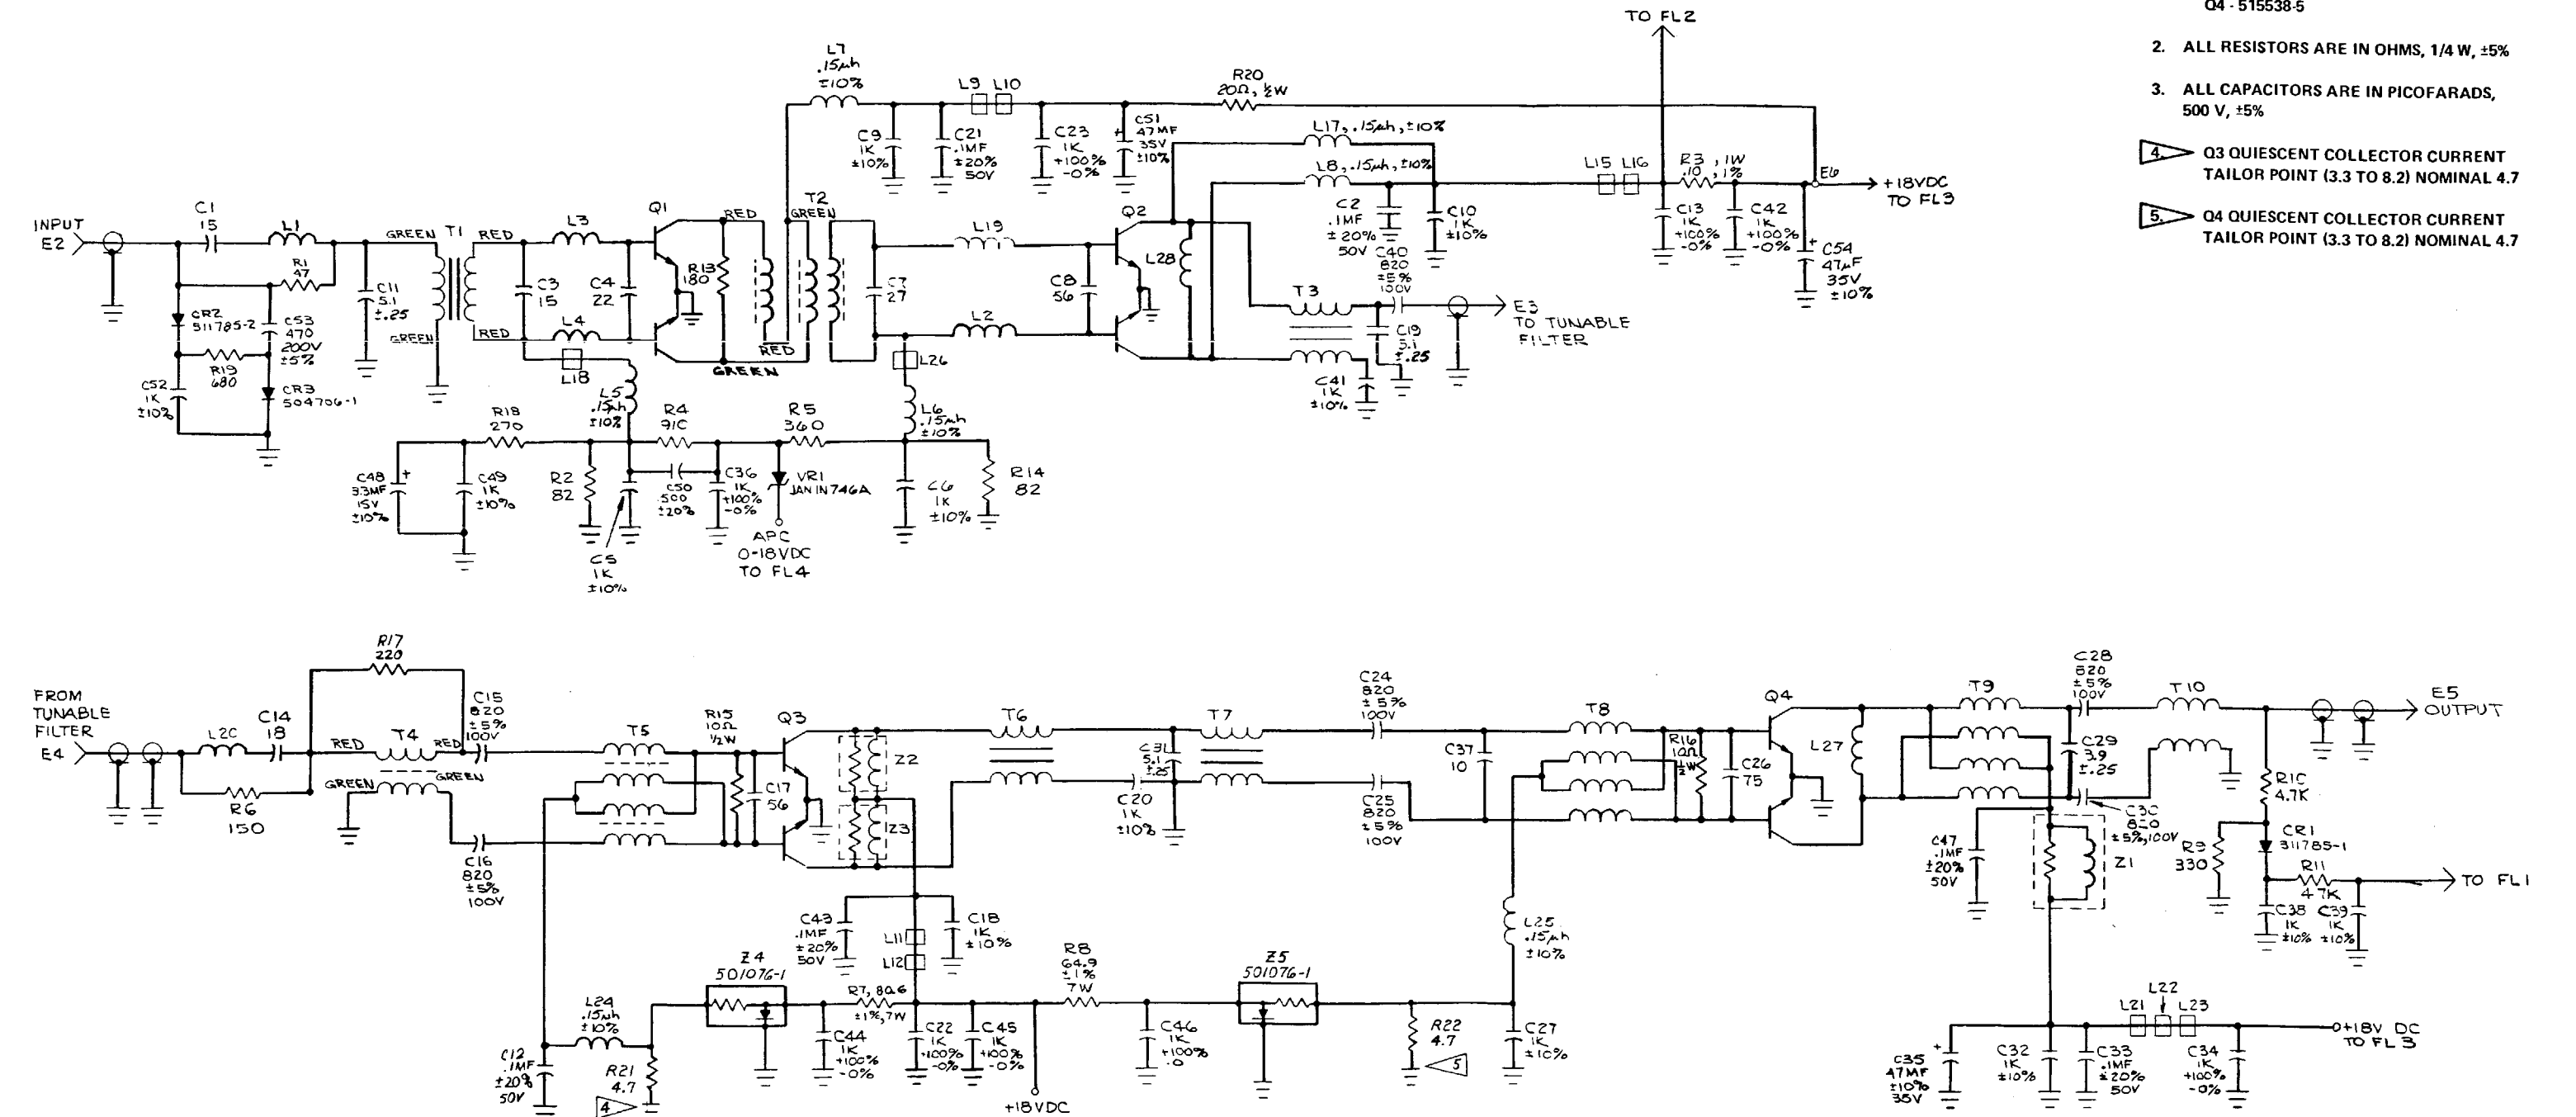 Q4 - 515538-5
2. ALL RESISTORS ARE IN OHMS, 1/4 W, ±5%
3. ALL CAPACITORS ARE IN PICOFARADS,
500 V, ±5%
4. Q3 QUIESCENT COLLECTOR CURRENT
TAILOR POINT (3.3 TO 8.2) NOMINAL 4.7
5. Q4 QUIESCENT COLLECTOR CURRENT
TAILOR POINT (3.3 TO 8.2) NOMINAL 4.7
TO FL2
L7
.15µh
±10%
L9 L10
R20
20Ω, ½W
C9
1K
±10%
C21
.1MF
±20%
50V
C23
1K
+100%
-0%
C51
+
47MF
35V
±10%
L17, .15µh, ±10%
L8, .15µh, ±10%
L15 L16
R3, 1W
.10, 1%
E6
+18VDC
TO FL3
C2
.1MF
±20%
50V
C10
1K
±10%
C13
1K
+100%
-0%
C42
1K
+100%
-0%
+
C54
47µF
35V
±10%
INPUT
E2
C1
15
L1
R1
47
C11
5.1
±.25
GREEN
T1
RED
GREEN
RED
L3
C3
15
C4
22
L4
L18
Q1
RED
R13
180
RED
GREEN
T2
GREEN
C7
27
L19
L2
C8
56
Q2
L28
C40
820
±5%
100V
T3
C19
5.1
±.25
E3
TO TUNABLE
FILTER
C41
1K
±10%
CR2
311785-2
C53
470
200V
±5%
R19
680
C52
1K
±10%
CR3
504706-1
L5
.15µh
±10%
L26
L6
.15µh
±10%
R18
270
R4
910
R5
360
C48
+
3.3MF
15V
±10%
C49
1K
±10%
R2
82
C50
500
±20%
C36
1K
+100%
-0%
VR1
JAN1N746A
C6
1K
±10%
R14
82
C5
1K
±10%
APC
0-18VDC
TO FL4
FROM
TUNABLE
FILTER
E4
R17
220
L20
C14
18
R6
150
RED
T4
RED
GREEN
GREEN
C15
820
±5%
100V
C16
820
±5%
100V
T5
R15
10Ω
½W
C17
56
Q3
Z2
Z3
T6
C31
5.1
±.25
C20
1K
±10%
T7
C24
820
±5%
100V
C25
820
±5%
100V
C37
10
T8
R16
10Ω
½W
C26
75
Q4
L27
T9
C28
820
±5%
100V
C29
3.9
±.25
C30
820
±5%, 100V
T10
E5
OUTPUT
R10
4.7K
R9
330
CR1
311785-1
R11
4.7K
TO FL1
C38
1K
±10%
C39
1K
±10%
C47
.1MF
±20%
50V
Z1
C43
.1MF
±20%
50V
L11
L12
C18
1K
±10%
L25
.15µh
±10%
Z4
501076-1
R7, 80.6
±1%, 7W
R8
64.9
±1%
7W
Z5
501076-1
L24
.15µh
±10%
C12
.1MF
±20%
50V
R21
4.7
4
C44
1K
+100%
-0%
C22
1K
+100%
-0%
C45
1K
+100%
-0%
+18VDC
C46
1K
+100%
-0
R22
4.7
5
C27
1K
±10%
L21
L22
L23
+18V DC
TO FL3
C35
+
47MF
±10%
35V
C32
1K
±10%
C33
.1MF
±20%
50V
C34
1K
+100%
-0%